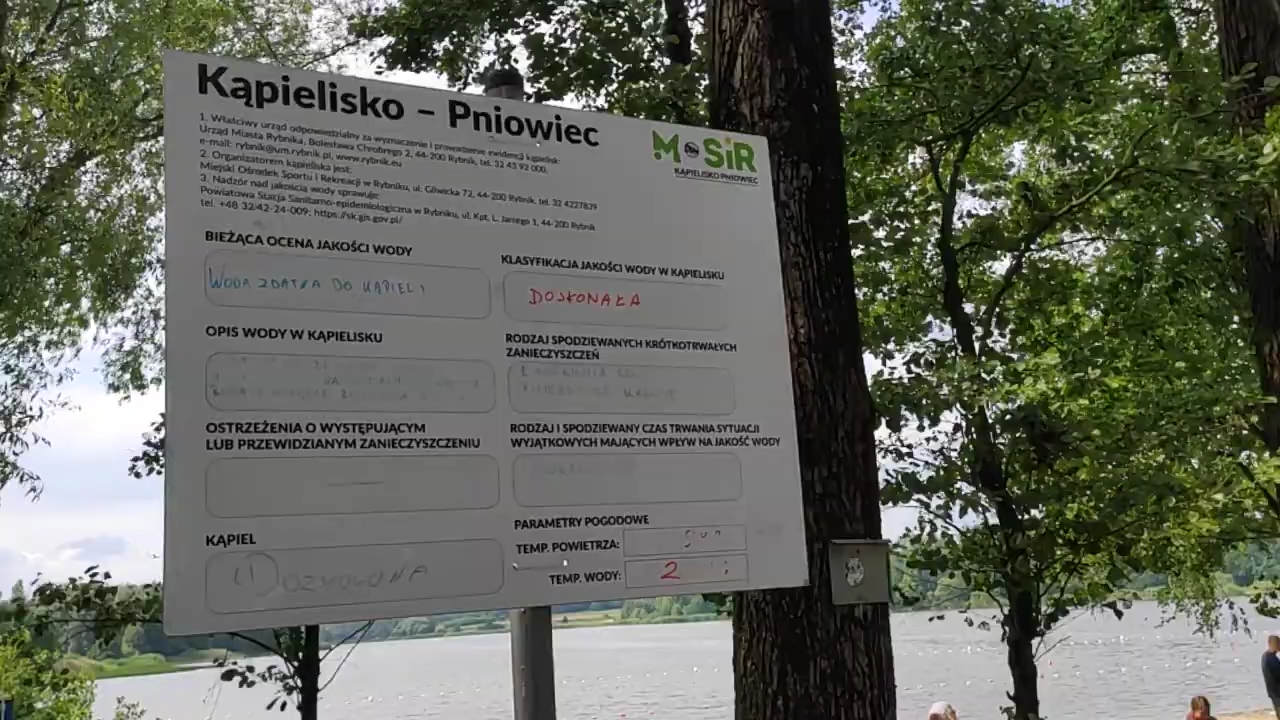 Kąpielisko – Pniowiec
1. Właściwy urząd odpowiedzialny za wyznaczenie i prowadzenie ewidencji kąpielisk:
Urząd Miasta Rybnika, Bolesława Chrobrego 2, 44-200 Rybnik, tel. 32 43 92 000,
e-mail: rybnik@um.rybnik.pl, www.rybnik.eu
2. Organizatorem kąpieliska jest:
Miejski Ośrodek Sportu i Rekreacji w Rybniku, ul. Gliwicka 72, 44-200 Rybnik, tel. 32 4227839
3. Nadzór nad jakością wody sprawuje:
Powiatowa Stacja Sanitarno-epidemiologiczna w Rybniku, ul. Kpt. L. Janiego 1, 44-200 Rybnik
tel. +48 32/42-24-009; https://sk.gis.gov.pl/
MOSiR
KĄPIELISKO PNIOWIEC
BIEŻĄCA OCENA JAKOŚCI WODY
WODA ZDATNA DO KĄPIELI
KLASYFIKACJA JAKOŚCI WODY W KĄPIELISKU
DOSKONAŁA
OPIS WODY W KĄPIELISKU
RODZAJ SPODZIEWANYCH KRÓTKOTRWAŁYCH
ZANIECZYSZCZEŃ
OSTRZEŻENIA O WYSTĘPUJĄCYM
LUB PRZEWIDZIANYM ZANIECZYSZCZENIU
RODZAJ I SPODZIEWANY CZAS TRWANIA SYTUACJI
WYJĄTKOWYCH MAJĄCYCH WPŁYW NA JAKOŚĆ WODY
KĄPIEL
DOZWOLONA
PARAMETRY POGODOWE
TEMP. POWIETRZA:
TEMP. WODY: 2